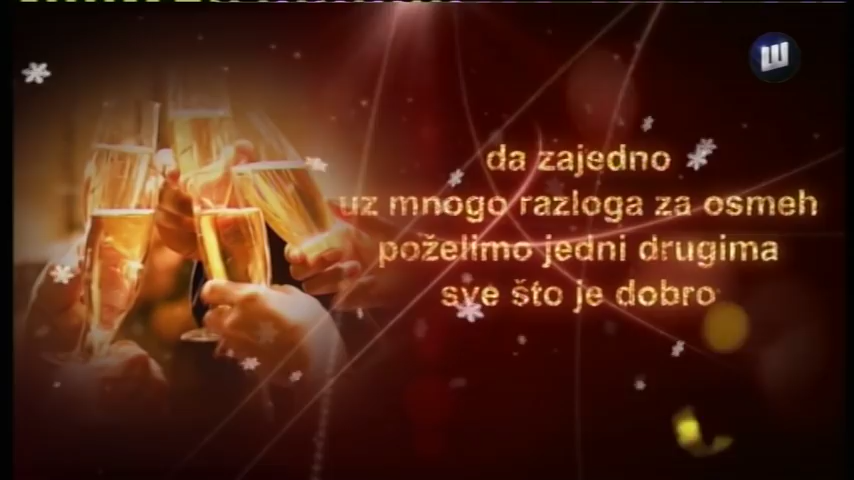 Ш
da zajedno
uz mnogo razloga za osmeh
poželimo jedni drugima
sve što je dobro